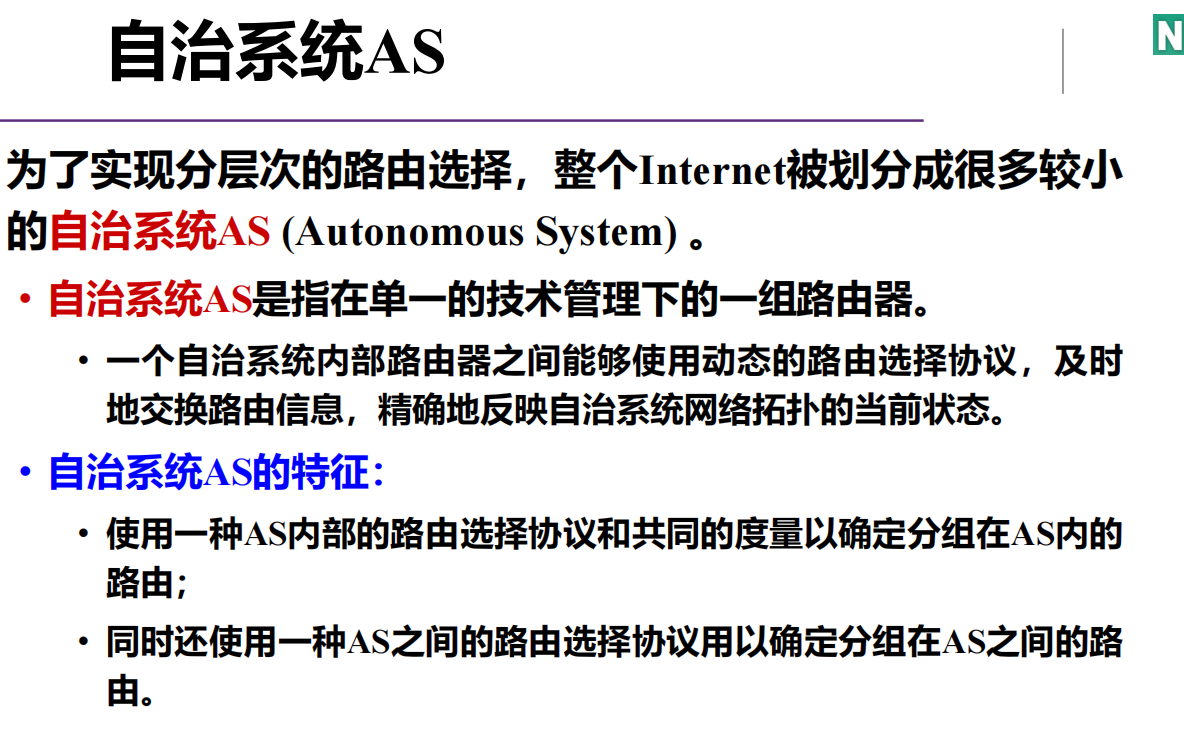 自治系统AS
N
为了实现分层次的路由选择，整个Internet被划分成很多较小
的自治系统AS (Autonomous System) 。
• 自治系统AS是指在单一的技术管理下的一组路由器。
• 一个自治系统内部路由器之间能够使用动态的路由选择协议，及时
地交换路由信息，精确地反映自治系统网络拓扑的当前状态。
• 自治系统AS的特征：
• 使用一种AS内部的路由选择协议和共同的度量以确定分组在AS内的
路由；
• 同时还使用一种AS之间的路由选择协议用以确定分组在AS之间的路
由。